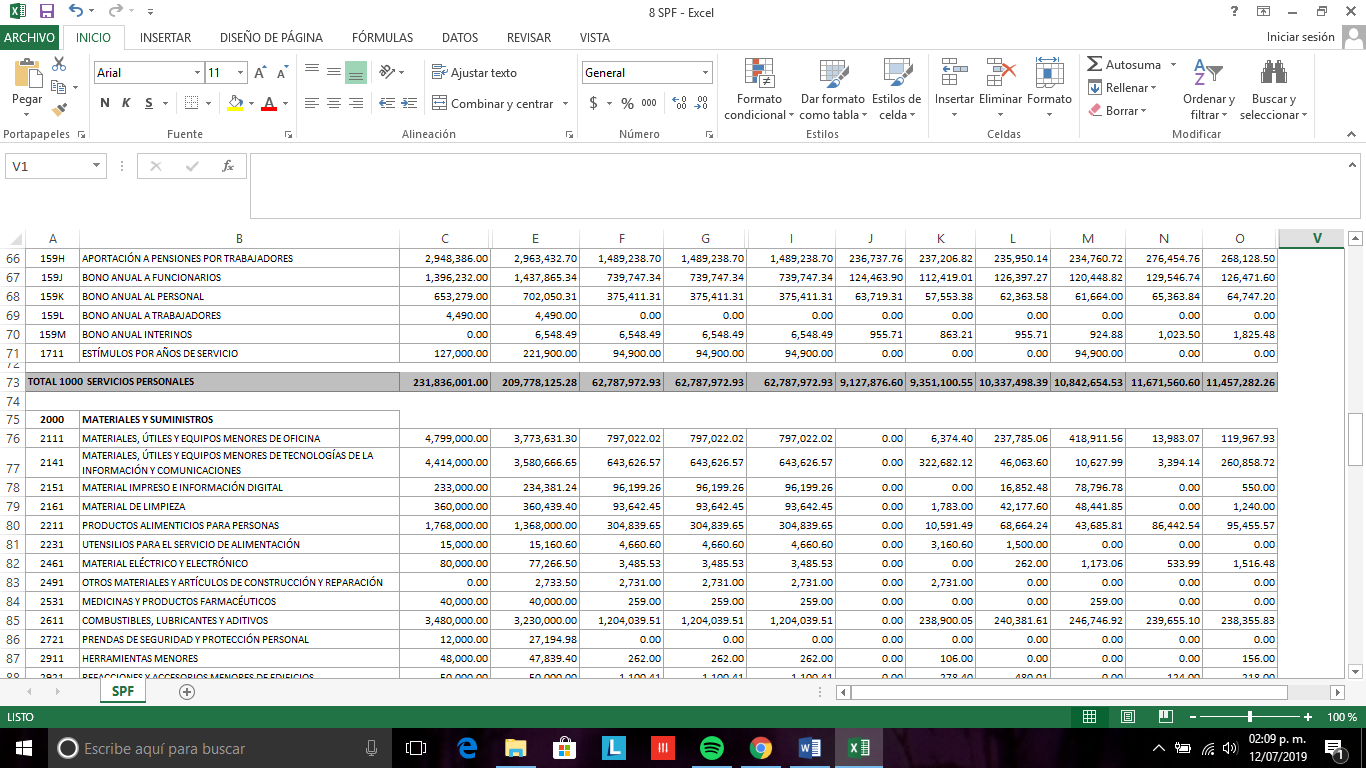 8 SPF - Excel
ARCHIVO INICIO INSERTAR DISEÑO DE PÁGINA FÓRMULAS DATOS REVISAR VISTA Iniciar sesión
Pegar
Portapapeles
Arial 11
N K S
Fuente
Ajustar texto
Combinar y centrar
Alineación
General
$ % 000
Número
Formato condicional
Dar formato como tabla
Estilos de celda
Estilos
Insertar Eliminar Formato
Celdas
Autosuma
Rellenar
Borrar
Ordenar y filtrar
Buscar y seleccionar
Modificar
V1 fx
A B C E F G I J K L M N O V
66 159H APORTACIÓN A PENSIONES POR TRABAJADORES 2,948,386.00 2,963,432.70 1,489,238.70 1,489,238.70 1,489,238.70 236,737.76 237,206.82 235,950.14 234,760.72 276,454.76 268,128.50
67 159J BONO ANUAL A FUNCIONARIOS 1,396,232.00 1,437,865.34 739,747.34 739,747.34 739,747.34 124,463.90 112,419.01 126,397.27 120,448.82 129,546.74 126,471.60
68 159K BONO ANUAL AL PERSONAL 653,279.00 702,050.31 375,411.31 375,411.31 375,411.31 63,719.31 57,553.38 62,363.58 61,664.00 65,363.84 64,747.20
69 159L BONO ANUAL A TRABAJADORES 4,490.00 4,490.00 0.00 0.00 0.00 0.00 0.00 0.00 0.00 0.00 0.00
70 159M BONO ANUAL INTERINOS 0.00 6,548.49 6,548.49 6,548.49 6,548.49 955.71 863.21 955.71 924.88 1,023.50 1,825.48
71 1711 ESTÍMULOS POR AÑOS DE SERVICIO 127,000.00 221,900.00 94,900.00 94,900.00 94,900.00 0.00 0.00 0.00 94,900.00 0.00 0.00
72
73 TOTAL 1000 SERVICIOS PERSONALES 231,836,001.00 209,778,125.28 62,787,972.93 62,787,972.93 62,787,972.93 9,127,876.60 9,351,100.55 10,337,498.39 10,842,654.53 11,671,560.60 11,457,282.26
74
75 2000 MATERIALES Y SUMINISTROS
76 2111 MATERIALES, ÚTILES Y EQUIPOS MENORES DE OFICINA 4,799,000.00 3,773,631.30 797,022.02 797,022.02 797,022.02 0.00 6,374.40 237,785.06 418,911.56 13,983.07 119,967.93
77 2141 MATERIALES, ÚTILES Y EQUIPOS MENORES DE TECNOLOGÍAS DE LA INFORMACIÓN Y COMUNICACIONES 4,414,000.00 3,580,666.65 643,626.57 643,626.57 643,626.57 0.00 322,682.12 46,063.60 10,627.99 3,394.14 260,858.72
78 2151 MATERIAL IMPRESO E INFORMACIÓN DIGITAL 233,000.00 234,381.24 96,199.26 96,199.26 96,199.26 0.00 0.00 16,852.48 78,796.78 0.00 550.00
79 2161 MATERIAL DE LIMPIEZA 360,000.00 360,439.40 93,642.45 93,642.45 93,642.45 0.00 1,783.00 42,177.60 48,441.85 0.00 1,240.00
80 2211 PRODUCTOS ALIMENTICIOS PARA PERSONAS 1,768,000.00 1,368,000.00 304,839.65 304,839.65 304,839.65 0.00 10,591.49 68,664.24 43,685.81 86,442.54 95,455.57
81 2231 UTENSILIOS PARA EL SERVICIO DE ALIMENTACIÓN 15,000.00 15,160.60 4,660.60 4,660.60 4,660.60 0.00 3,160.60 1,500.00 0.00 0.00 0.00
82 2461 MATERIAL ELÉCTRICO Y ELECTRÓNICO 80,000.00 77,266.50 3,485.53 3,485.53 3,485.53 0.00 0.00 262.00 1,173.06 533.99 1,516.48
83 2491 OTROS MATERIALES Y ARTÍCULOS DE CONSTRUCCIÓN Y REPARACIÓN 0.00 2,733.50 2,731.00 2,731.00 2,731.00 0.00 2,731.00 0.00 0.00 0.00 0.00
84 2531 MEDICINAS Y PRODUCTOS FARMACÉUTICOS 40,000.00 40,000.00 259.00 259.00 259.00 0.00 0.00 0.00 259.00 0.00 0.00
85 2611 COMBUSTIBLES, LUBRICANTES Y ADITIVOS 3,480,000.00 3,230,000.00 1,204,039.51 1,204,039.51 1,204,039.51 0.00 238,900.05 240,381.61 246,746.92 239,655.10 238,355.83
86 2721 PRENDAS DE SEGURIDAD Y PROTECCIÓN PERSONAL 12,000.00 27,194.98 0.00 0.00 0.00 0.00 0.00 0.00 0.00 0.00 0.00
87 2911 HERRAMIENTAS MENORES 48,000.00 47,839.40 262.00 262.00 262.00 0.00 106.00 0.00 0.00 0.00 156.00
88 2921 REFACCIONES Y ACCESORIOS MENORES DE EDIFICIOS 50,000.00 50,000.00 1,100.41 1,100.41 1,100.41 0.00 278.40 480.01 0.00 124.00 218.00
SPF
LISTO 100 %
Escribe aquí para buscar
02:09 p. m.
12/07/2019